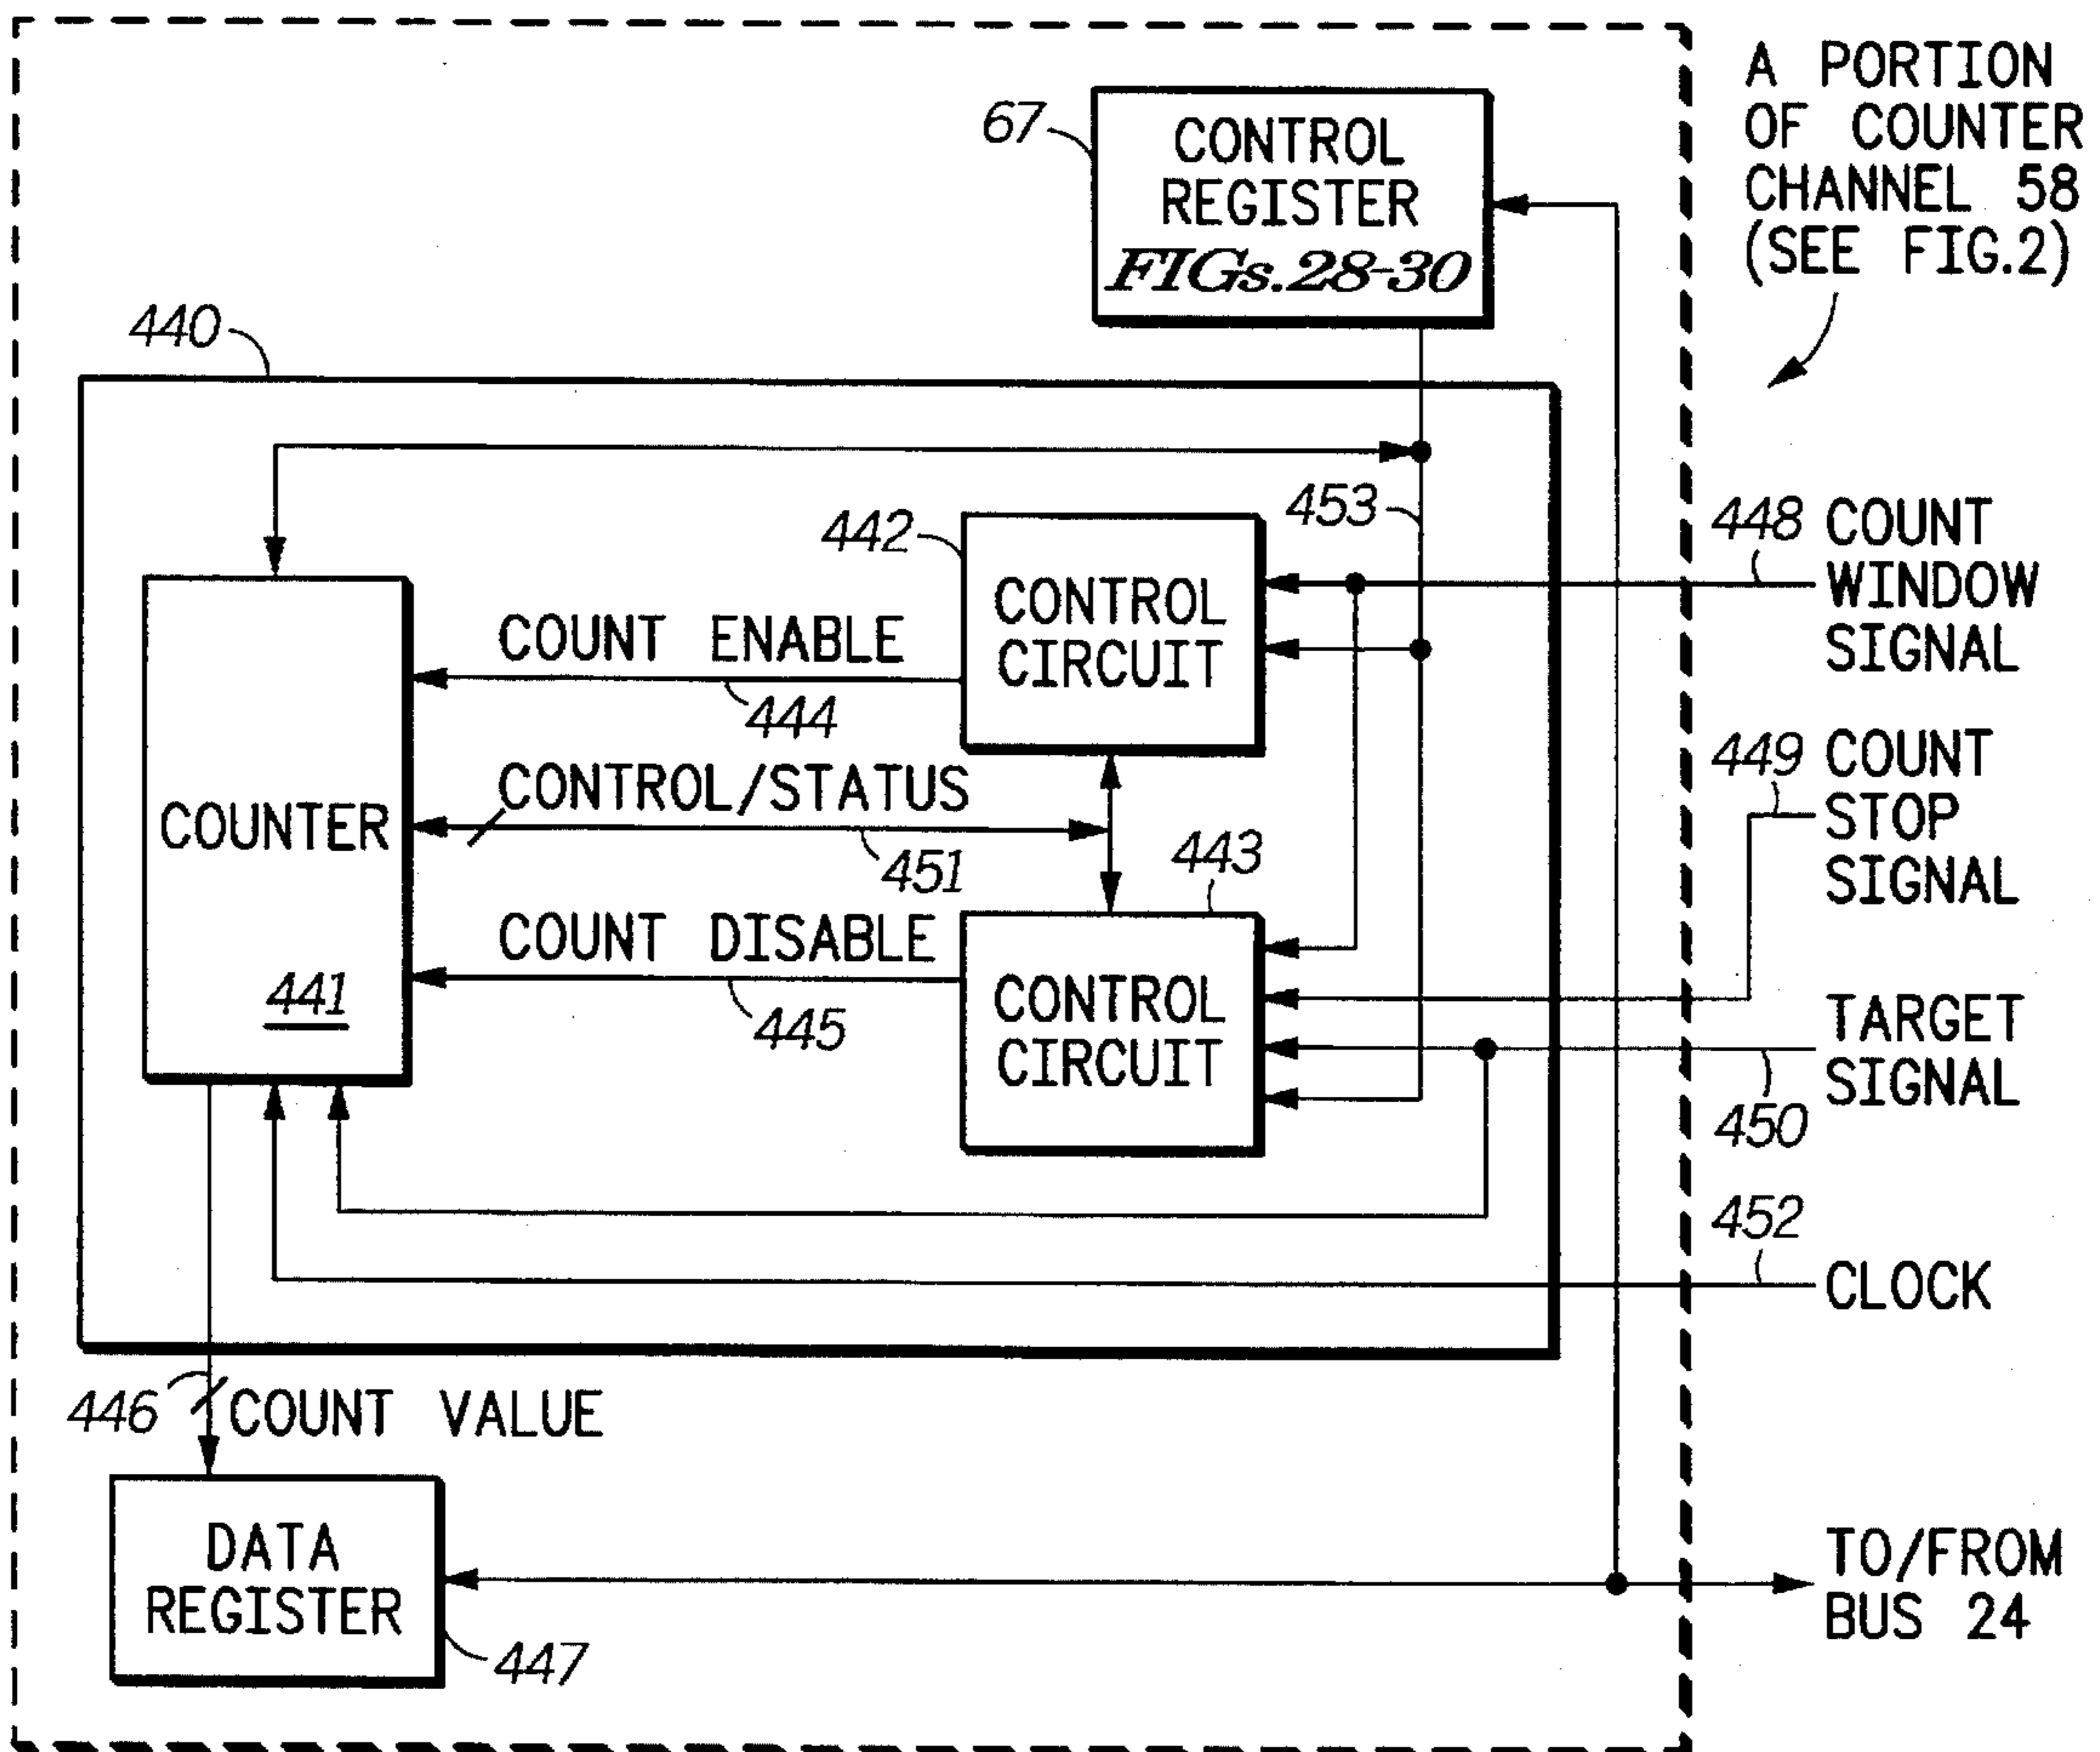 A PORTION
OF COUNTER
CHANNEL 58
(SEE FIG.2)
67
CONTROL
REGISTER
FIGs.28-30
440
453
442
CONTROL
CIRCUIT
448
COUNT
WINDOW
SIGNAL
COUNT ENABLE
444
449
COUNT
STOP
SIGNAL
CONTROL/STATUS
451
COUNTER
441
443
CONTROL
CIRCUIT
COUNT DISABLE
445
TARGET
SIGNAL
450
452
CLOCK
446
COUNT VALUE
DATA
REGISTER
447
TO/FROM
BUS 24